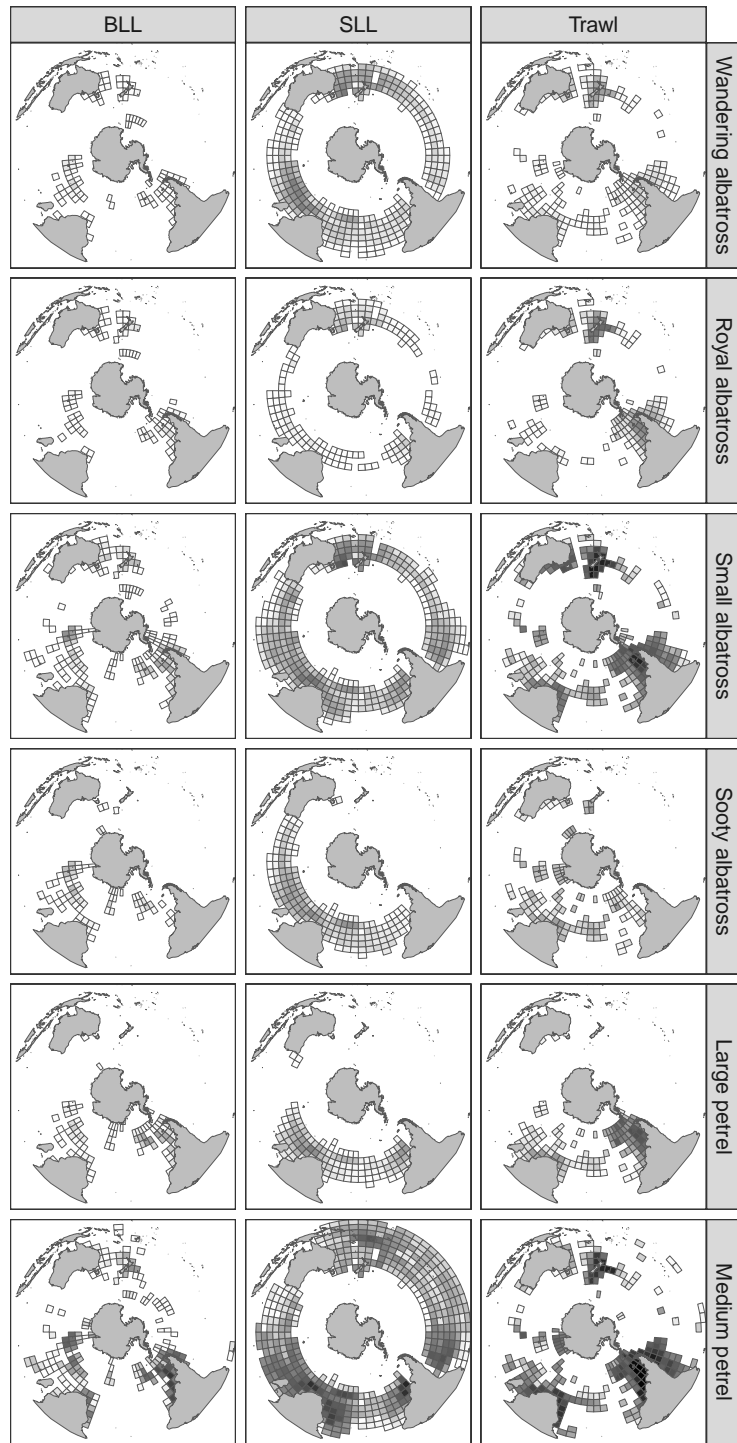 BLL
SLL
Trawl
Wandering albatross
Royal albatross
Small albatross
Sooty albatross
Large petrel
Medium petrel